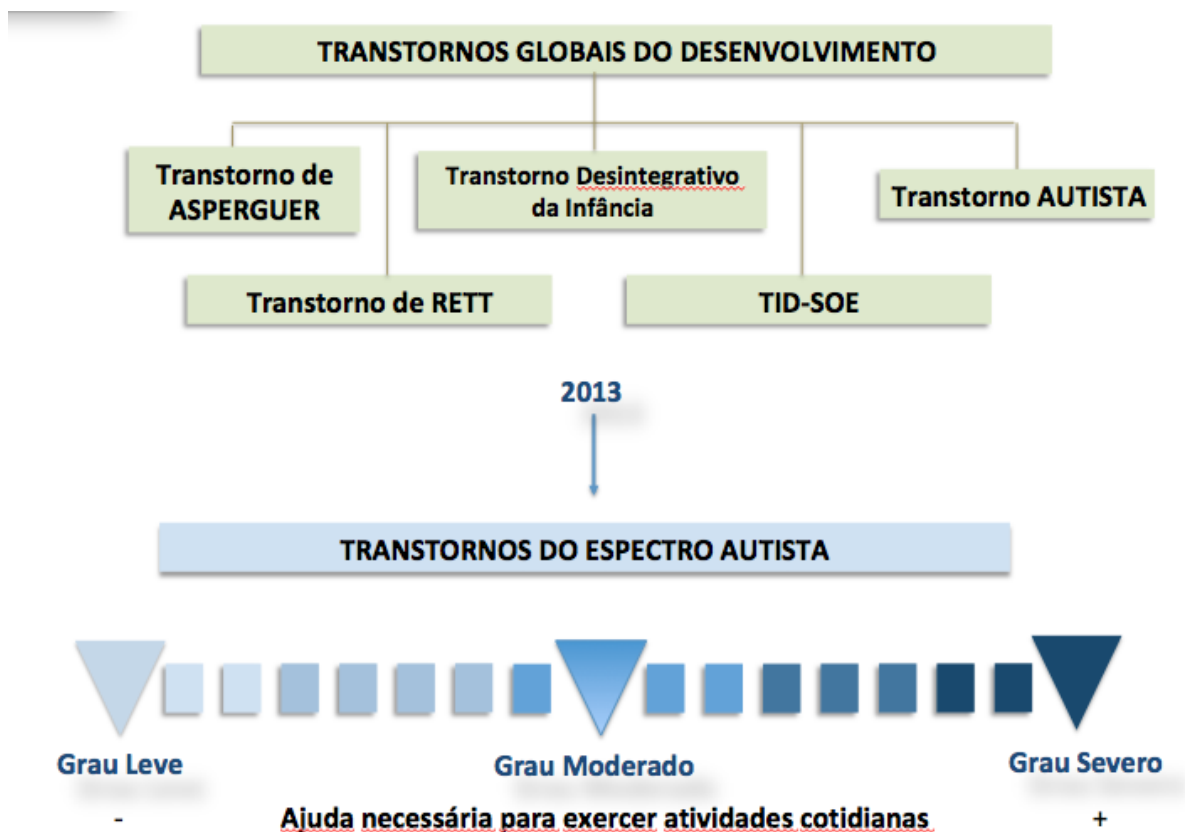 TRANSTORNOS GLOBAIS DO DESENVOLVIMENTO
Transtorno de
ASPERGUER
Transtorno Desintegrativo
da Infância
Transtorno AUTISTA
Transtorno de RETT
TID-SOE
2013
TRANSTORNOS DO ESPECTRO AUTISTA
Grau Leve
Grau Moderado
Grau Severo
- Ajuda necessária para exercer atividades cotidianas +